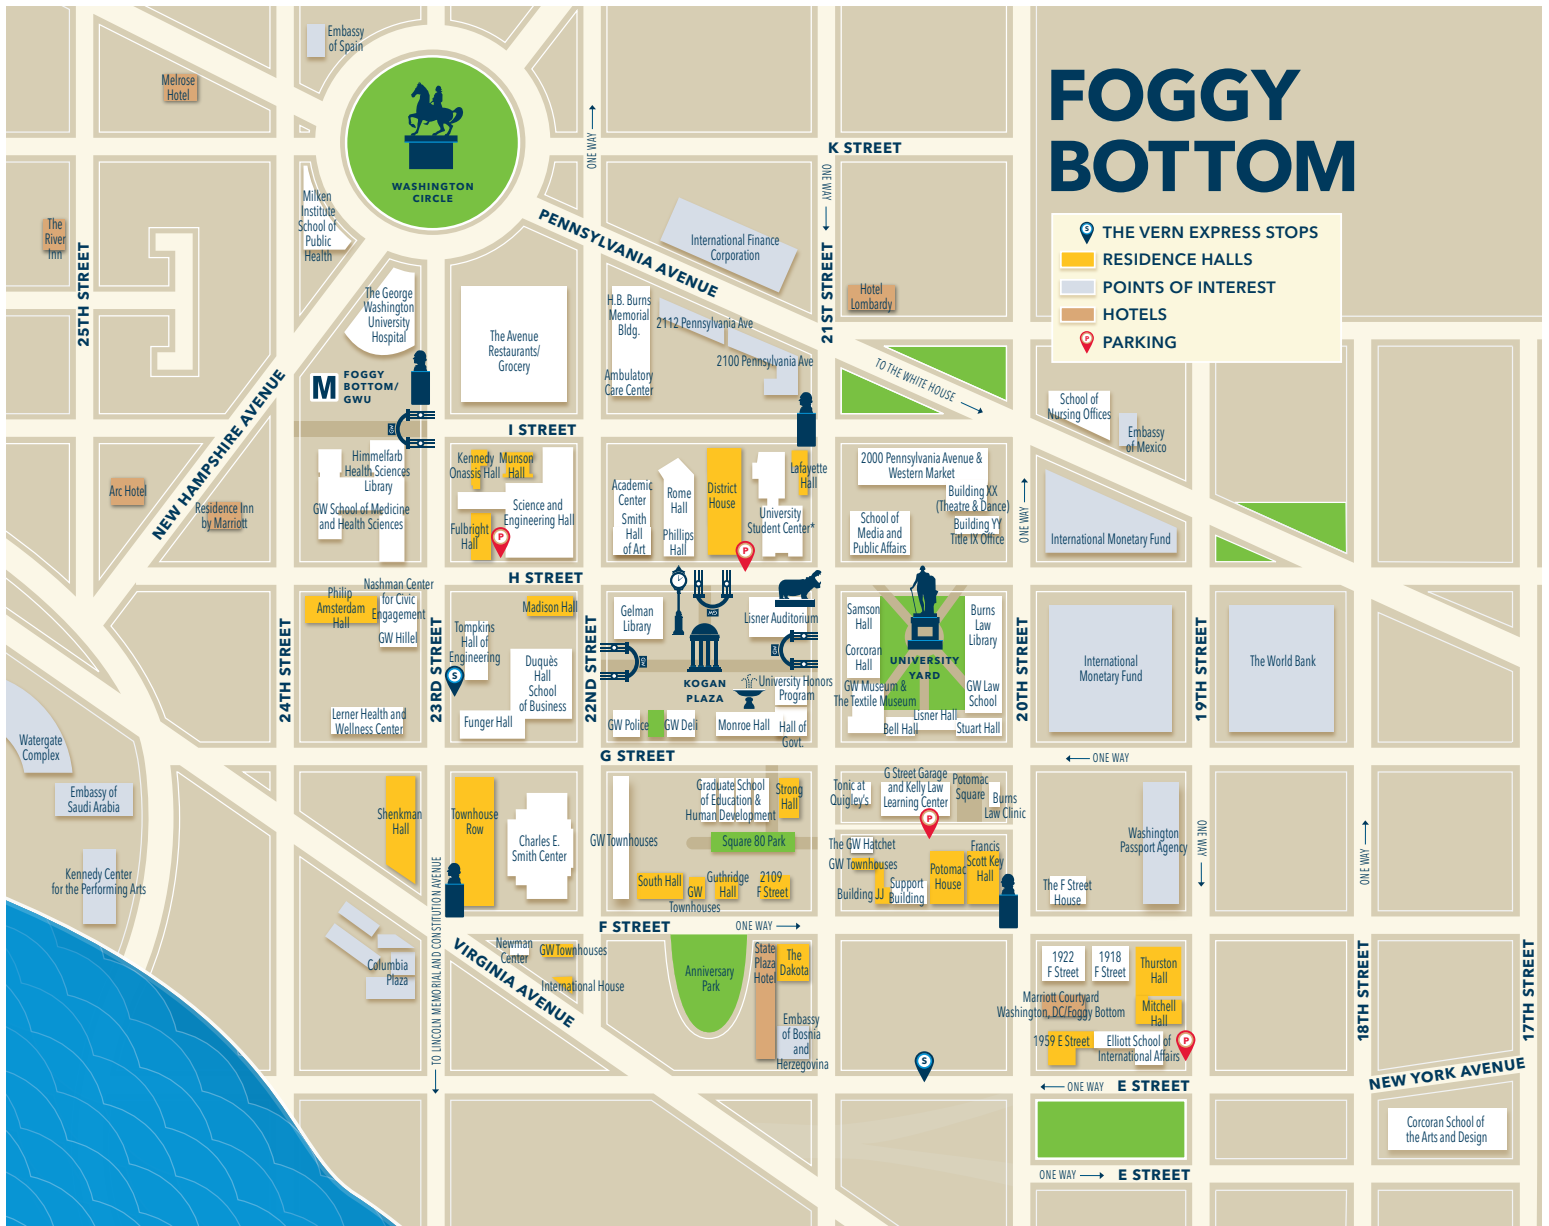 FOGGY
BOTTOM
THE VERN EXPRESS STOPS
RESIDENCE HALLS
POINTS OF INTEREST
HOTELS
PARKING
S
P
Embassy
of Spain
Melrose
Hotel
WASHINGTON
CIRCLE
ONE WAY
K STREET
ONE WAY
Milken
Institute
School of
Public
Health
The
River
Inn
25TH STREET
PENNSYLVANIA AVENUE
International Finance
Corporation
21ST STREET
Hotel
Lombardy
The George
Washington
University
Hospital
The Avenue
Restaurants/
Grocery
H.B. Burns
Memorial
Bldg.
Ambulatory
Care Center
2112 Pennsylvania Ave
2100 Pennsylvania Ave
TO THE WHITE HOUSE
M
FOGGY
BOTTOM/
GWU
GW
NEW HAMPSHIRE AVENUE
I STREET
School of
Nursing Offices
Embassy
of Mexico
Arc Hotel
Residence Inn
by Marriott
Himmelfarb
Health Sciences
Library
GW School of Medicine
and Health Sciences
Kennedy
Onassis Hall
Munson
Hall
Science and
Engineering Hall
Fulbright
Hall
P
Academic
Center
Smith
Hall
of Art
Rome
Hall
Phillips
Hall
District
House
Lafayette
Hall
University
Student Center*
P
2000 Pennsylvania Avenue &
Western Market
Building XX
(Theatre & Dance)
Building YY
Title IX Office
School of
Media and
Public Affairs
ONE WAY
International Monetary Fund
H STREET
Philip
Amsterdam
Hall
Nashman Center
for Civic
Engagement
GW Hillel
24TH STREET
23RD STREET
Lerner Health and
Wellness Center
Madison Hall
Tompkins
Hall of
Engineering
S
Duquès
Hall
School
of Business
Funger Hall
22ND STREET
Gelman
Library
GW
GW
GW
Lisner Auditorium
KOGAN
PLAZA
University Honors
Program
GW Police
GW Deli
Monroe Hall
Hall of
Govt.
Samson
Hall
Corcoran
Hall
UNIVERSITY
YARD
Burns
Law
Library
GW Museum &
The Textile Museum
GW Law
School
Lisner Hall
Bell Hall
Stuart Hall
20TH STREET
International
Monetary Fund
19TH STREET
The World Bank
Watergate
Complex
Embassy of
Saudi Arabia
Kennedy Center
for the Performing Arts
G STREET
ONE WAY
Shenkman
Hall
Townhouse
Row
Charles E.
Smith Center
GW Townhouses
Graduate School
of Education &
Human Development
Strong
Hall
Square 80 Park
South Hall
GW
Townhouses
Guthridge
Hall
2109
F Street
Tonic at
Quigley's
G Street Garage
and Kelly Law
Learning Center
P
Potomac
Square
Burns
Law Clinic
The GW Hatchet
GW Townhouses
Building JJ
Support
Building
Potomac
House
Francis
Scott Key
Hall
Washington
Passport Agency
The F Street
House
ONE WAY
ONE WAY
TO LINCOLN MEMORIAL AND CONSTITUTION AVENUE
F STREET
ONE WAY
VIRGINIA AVENUE
Columbia
Plaza
Newman
Center
GW Townhouses
International House
Anniversary
Park
State
Plaza
Hotel
The
Dakota
Embassy
of Bosnia
and
Herzegovina
S
1922
F Street
1918
F Street
Thurston
Hall
Marriott Courtyard
Washington, DC/Foggy Bottom
Mitchell
Hall
1959 E Street
Elliott School of
International Affairs
P
18TH STREET
17TH STREET
ONE WAY
E STREET
NEW YORK AVENUE
Corcoran School of
the Arts and Design
ONE WAY
E STREET